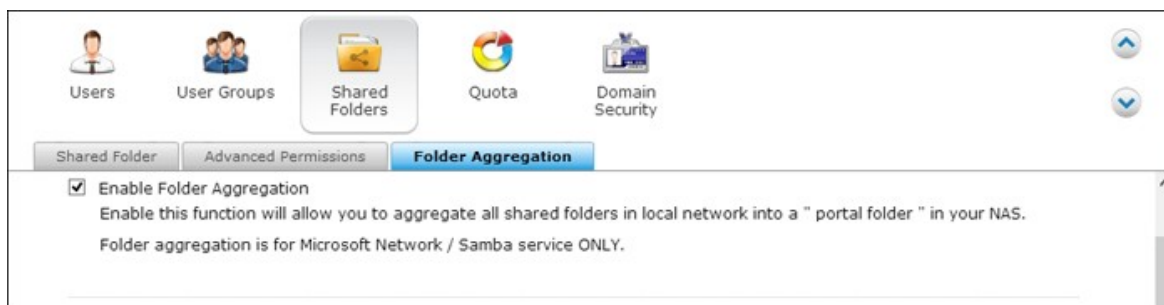 Users
User Groups
Shared
Folders
Quota
Domain
Security
Shared Folder
Advanced Permissions
Folder Aggregation
Enable Folder Aggregation
Enable this function will allow you to aggregate all shared folders in local network into a " portal folder " in your NAS.
Folder aggregation is for Microsoft Network / Samba service ONLY.